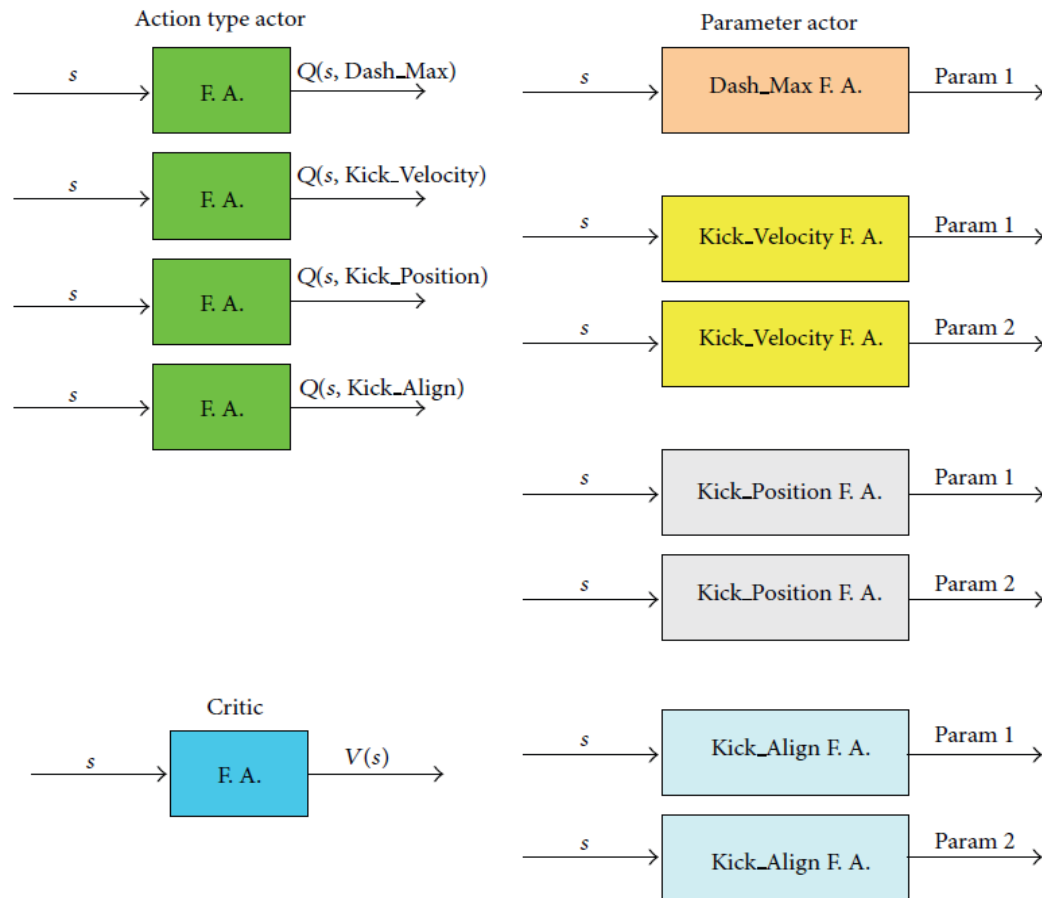 Action type actor
s
F. A.
Q(s, Dash_Max)
s
F. A.
Q(s, Kick_Velocity)
s
F. A.
Q(s, Kick_Position)
s
F. A.
Q(s, Kick_Align)
Critic
s
F. A.
V(s)
Parameter actor
s
Dash_Max F. A.
Param 1
s
Kick_Velocity F. A.
Param 1
s
Kick_Velocity F. A.
Param 2
s
Kick_Position F. A.
Param 1
s
Kick_Position F. A.
Param 2
s
Kick_Align F. A.
Param 1
s
Kick_Align F. A.
Param 2